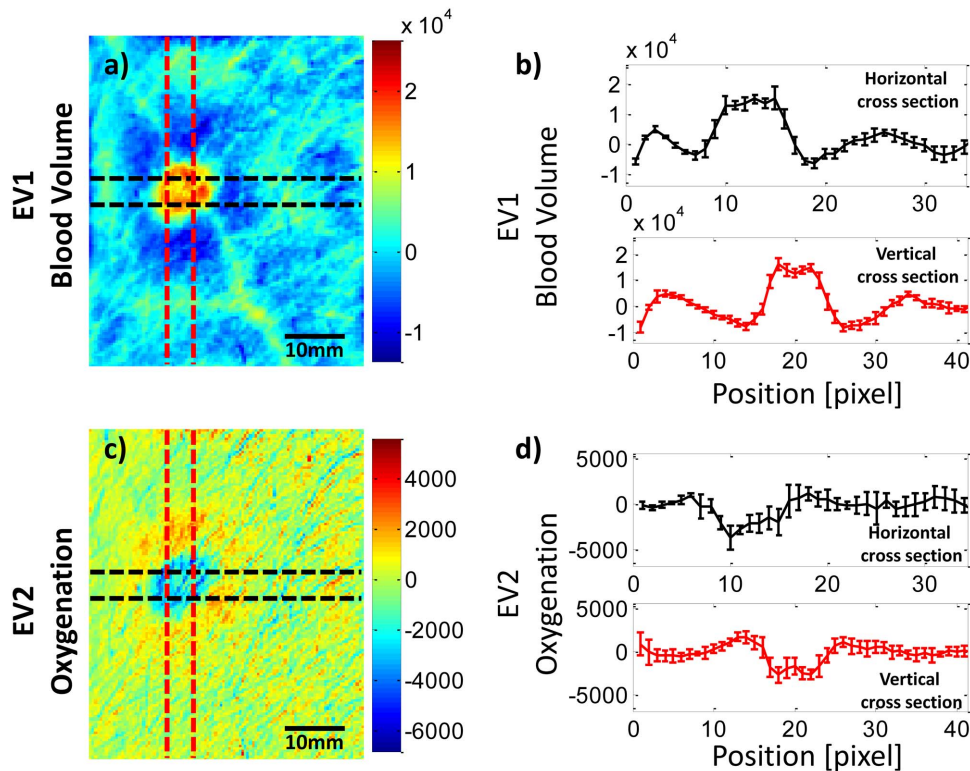 a)
EV1
Blood Volume
x 10^4
2
1
0
-1
10mm
b)
EV1
Blood Volume
x 10^4
2
1
0
-1
Horizontal
cross section
0 10 20 30
x 10^4
2
1
0
-1
Vertical
cross section
0 10 20 30 40
Position [pixel]
c)
EV2
Oxygenation
4000
2000
0
-2000
-4000
-6000
10mm
d)
EV2
Oxygenation
5000
0
-5000
Horizontal
cross section
0 10 20 30
5000
0
-5000
Vertical
cross section
0 10 20 30 40
Position [pixel]